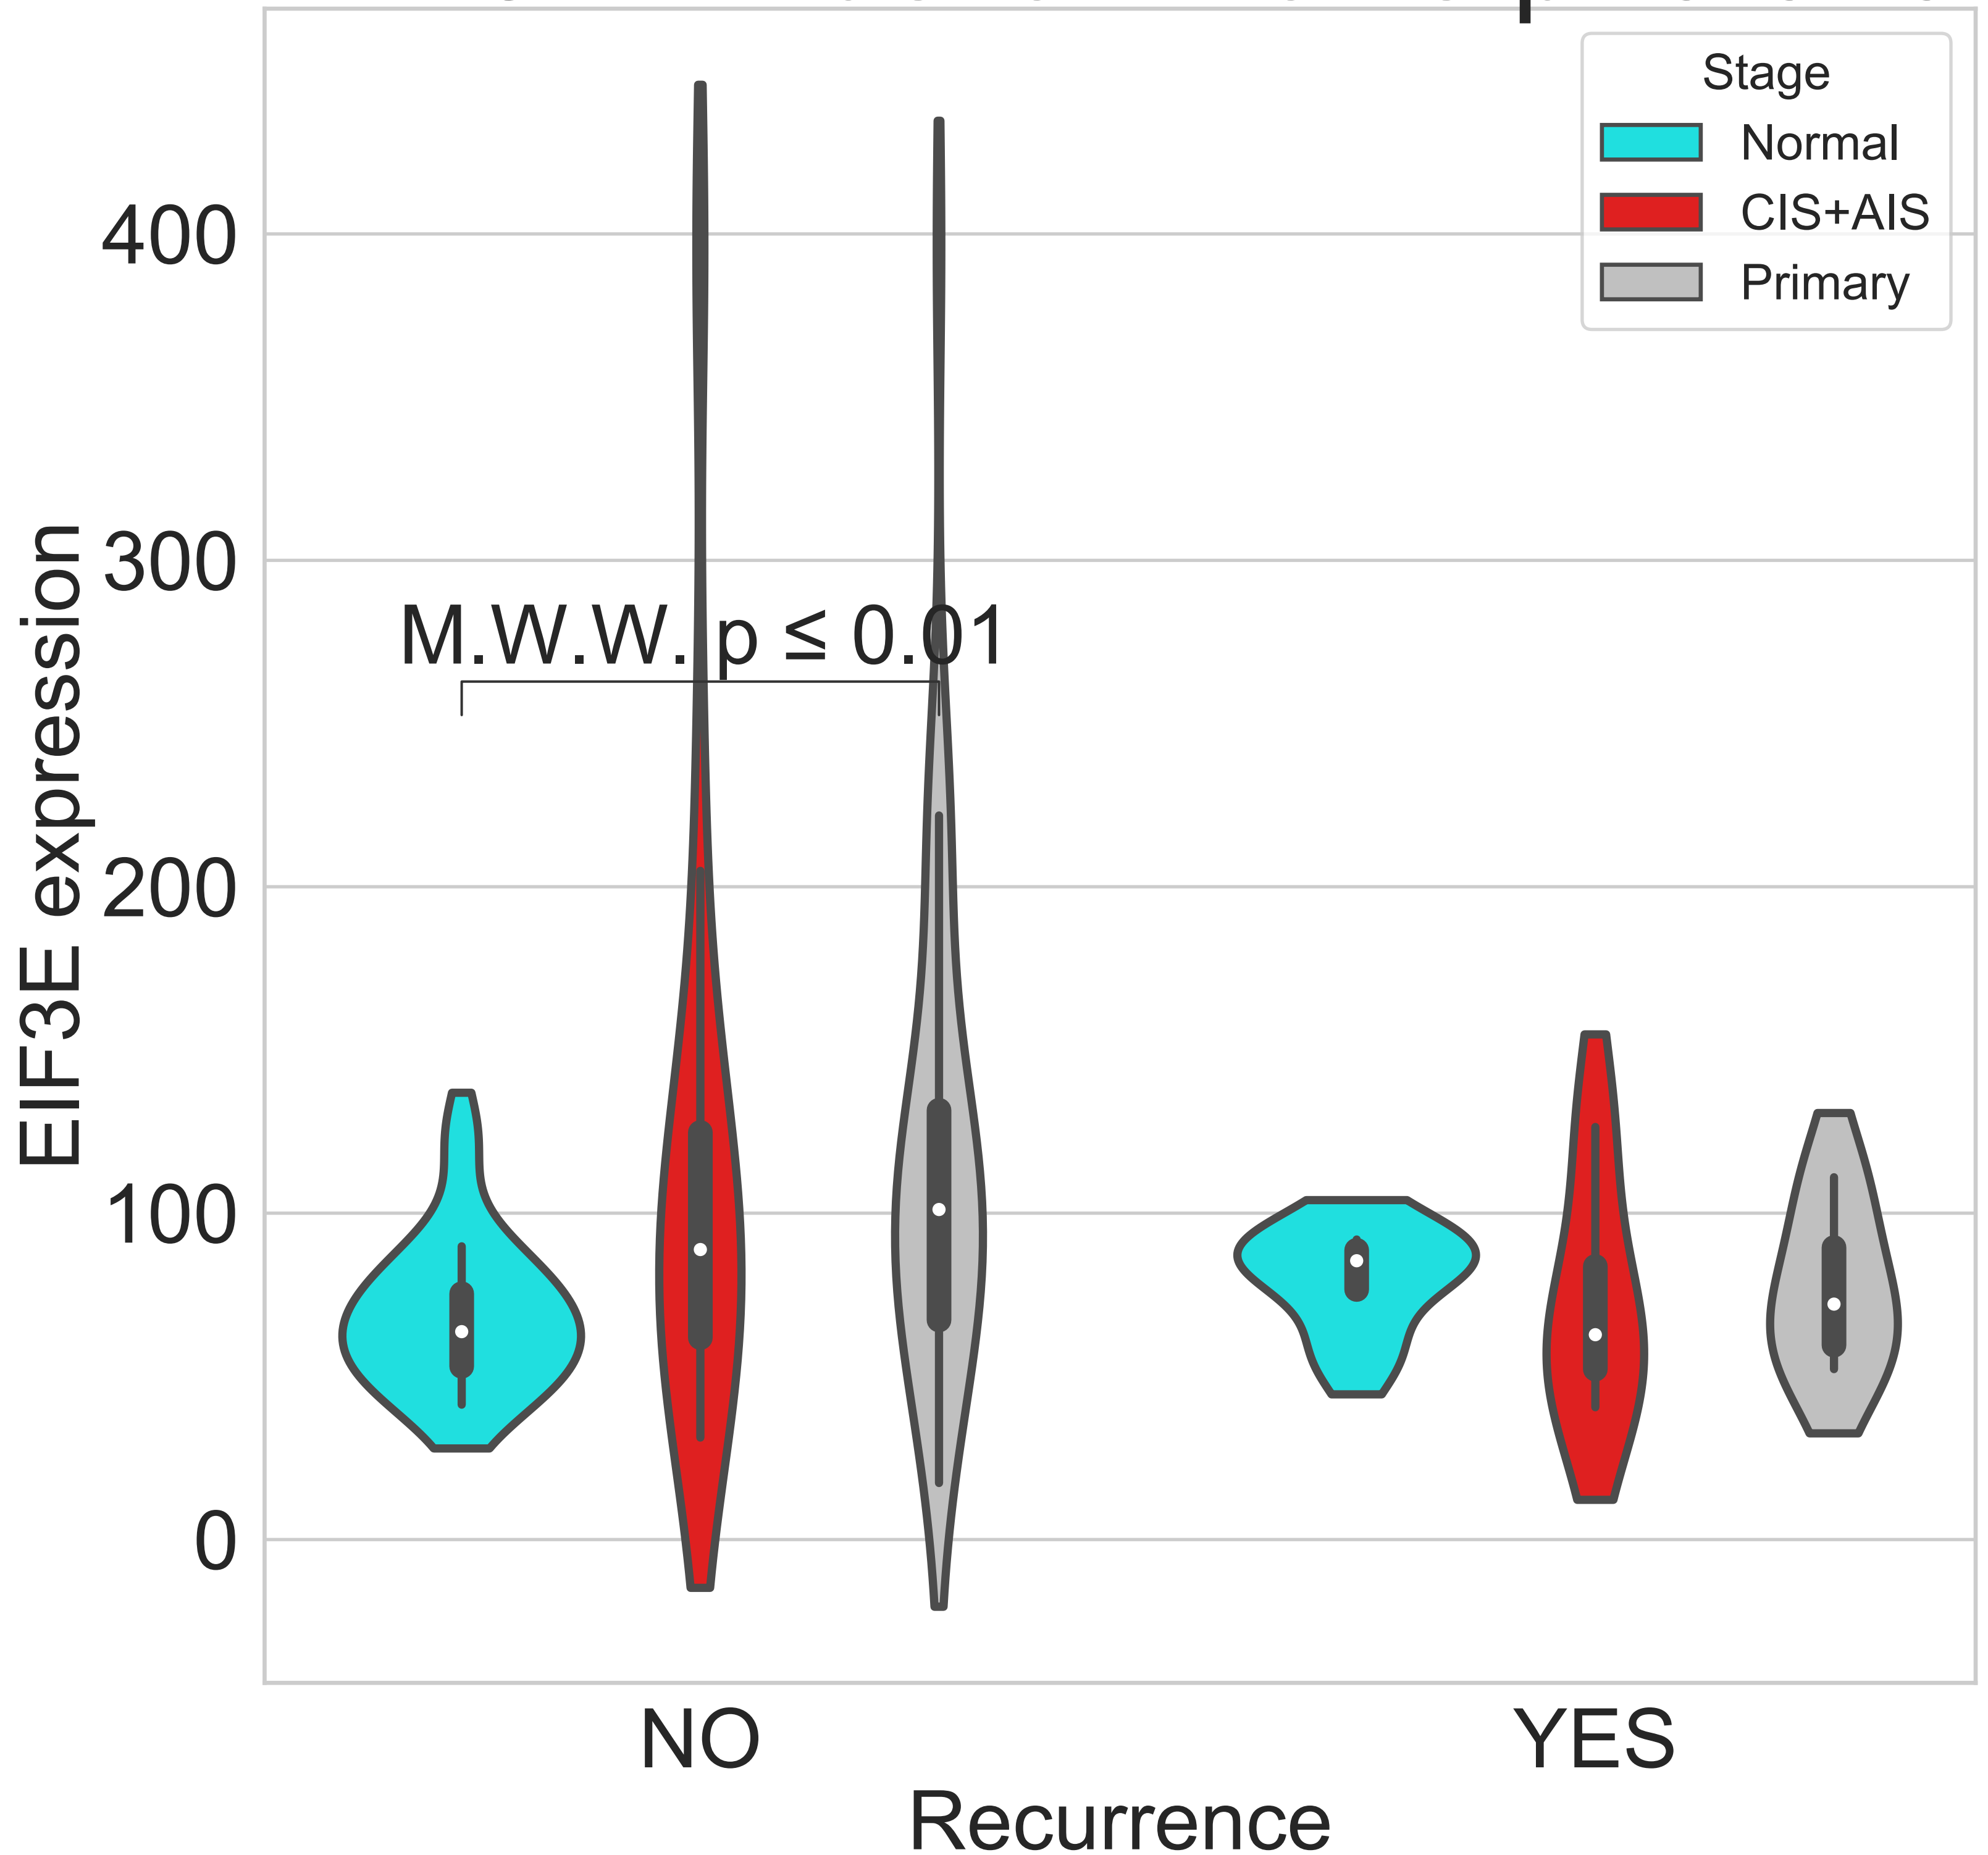 Stage
Normal
CIS+AIS
Primary
400
300
200
100
0
EIF3E expression
M.W.W. p ≤ 0.01
NO
YES
Recurrence